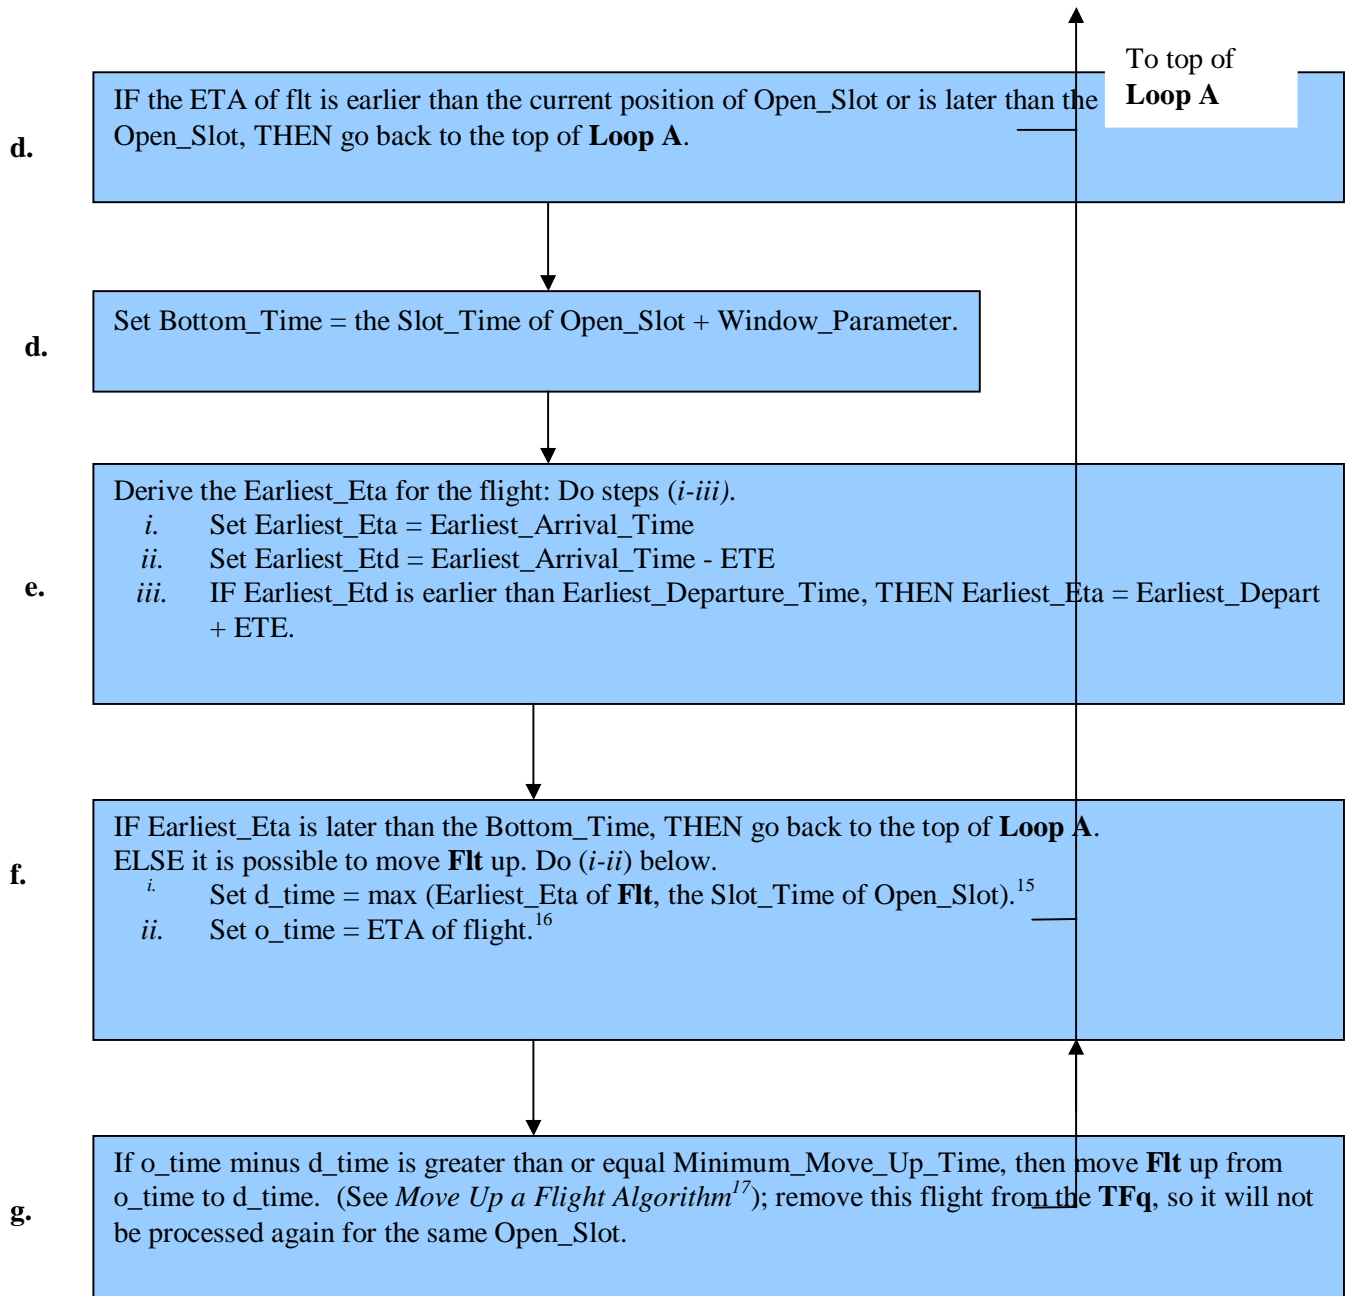 To top of
Loop A
d.
IF the ETA of flt is earlier than the current position of Open_Slot or is later than the
Open_Slot, THEN go back to the top of Loop A.
d.
Set Bottom_Time = the Slot_Time of Open_Slot + Window_Parameter.
e.
Derive the Earliest_Eta for the flight: Do steps (i-iii).
i. Set Earliest_Eta = Earliest_Arrival_Time
ii. Set Earliest_Etd = Earliest_Arrival_Time - ETE
iii. IF Earliest_Etd is earlier than Earliest_Departure_Time, THEN Earliest_Eta = Earliest_Depart
+ ETE.
f.
IF Earliest_Eta is later than the Bottom_Time, THEN go back to the top of Loop A.
ELSE it is possible to move Flt up. Do (i-ii) below.
i. Set d_time = max (Earliest_Eta of Flt, the Slot_Time of Open_Slot).15
ii. Set o_time = ETA of flight.16
g.
If o_time minus d_time is greater than or equal Minimum_Move_Up_Time, then move Flt up from
o_time to d_time. (See Move Up a Flight Algorithm17); remove this flight from the TFq, so it will not
be processed again for the same Open_Slot.